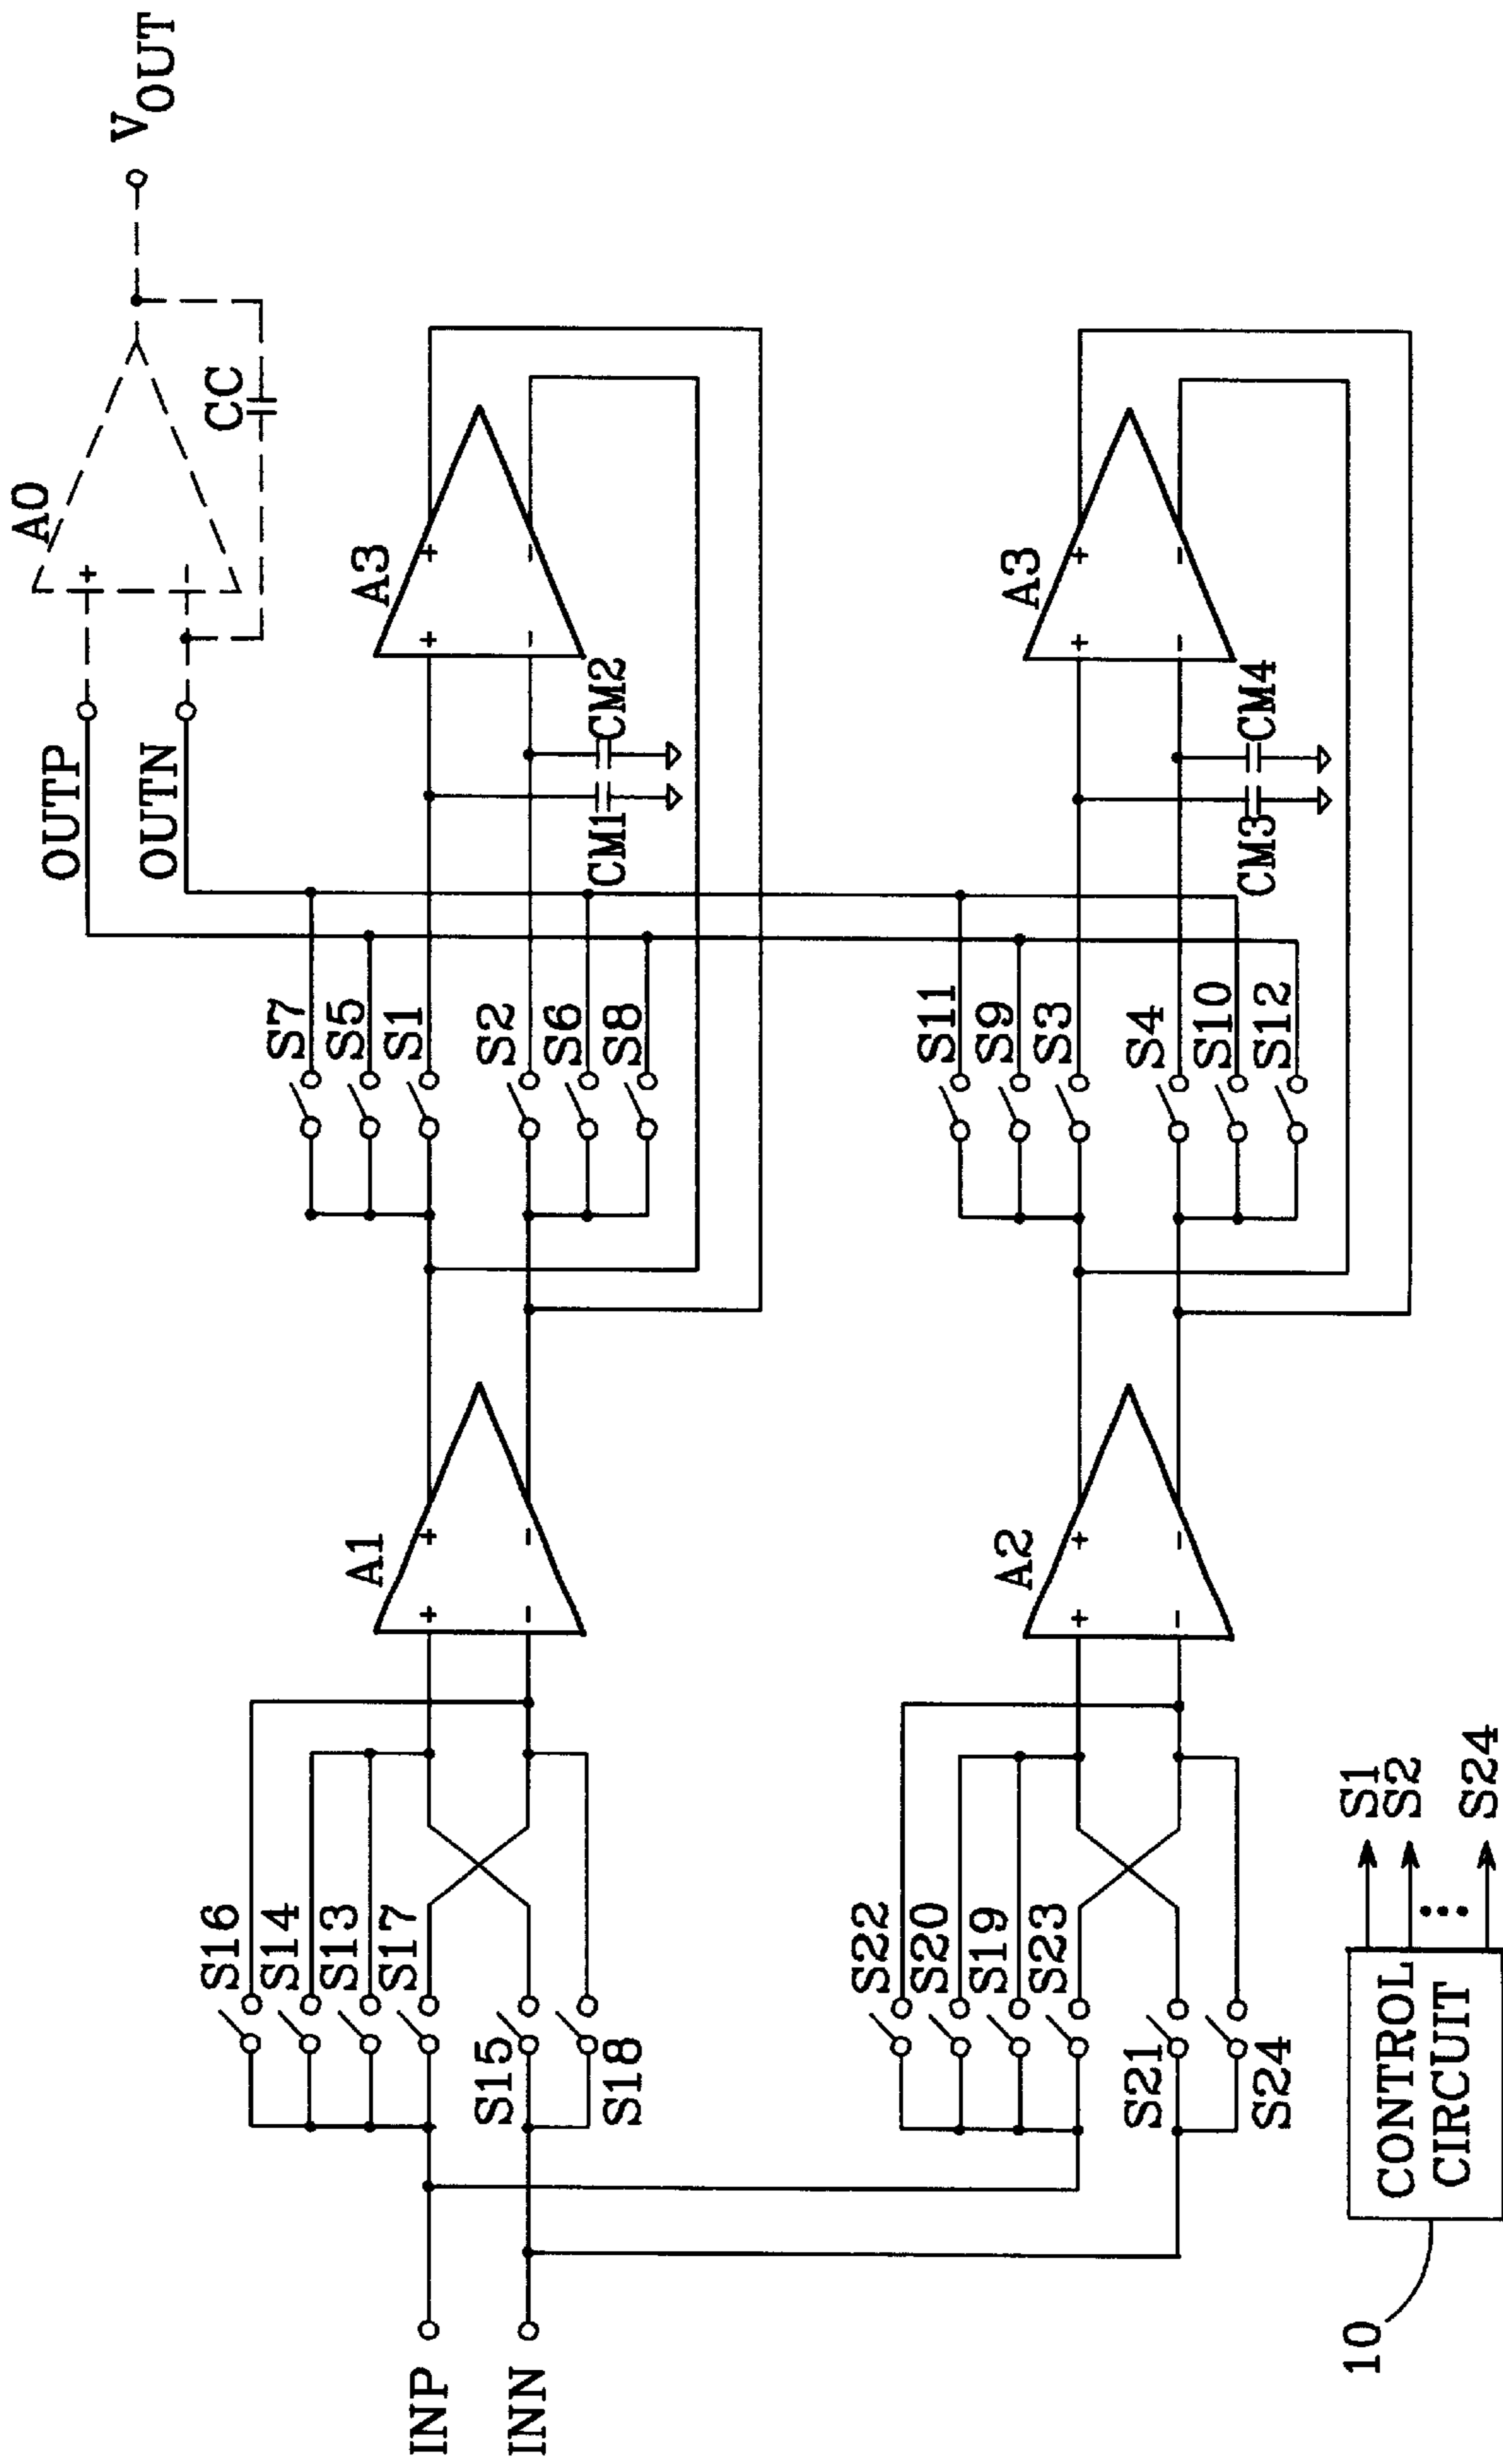 V OUT
A0
+
−
CC
OUTP
OUTN
S16
S14
S13
S17
S15
S18
A1
+ +
− −
S7
S5
S1
S2
S6
S8
A3
+ +
− −
CM1
CM2
INP
INN
S22
S20
S19
S23
S21
S24
A2
+ +
− −
S11
S9
S3
S4
S10
S12
A3
+ +
− −
CM3
CM4
10
CONTROL
CIRCUIT
S1
S2
S24